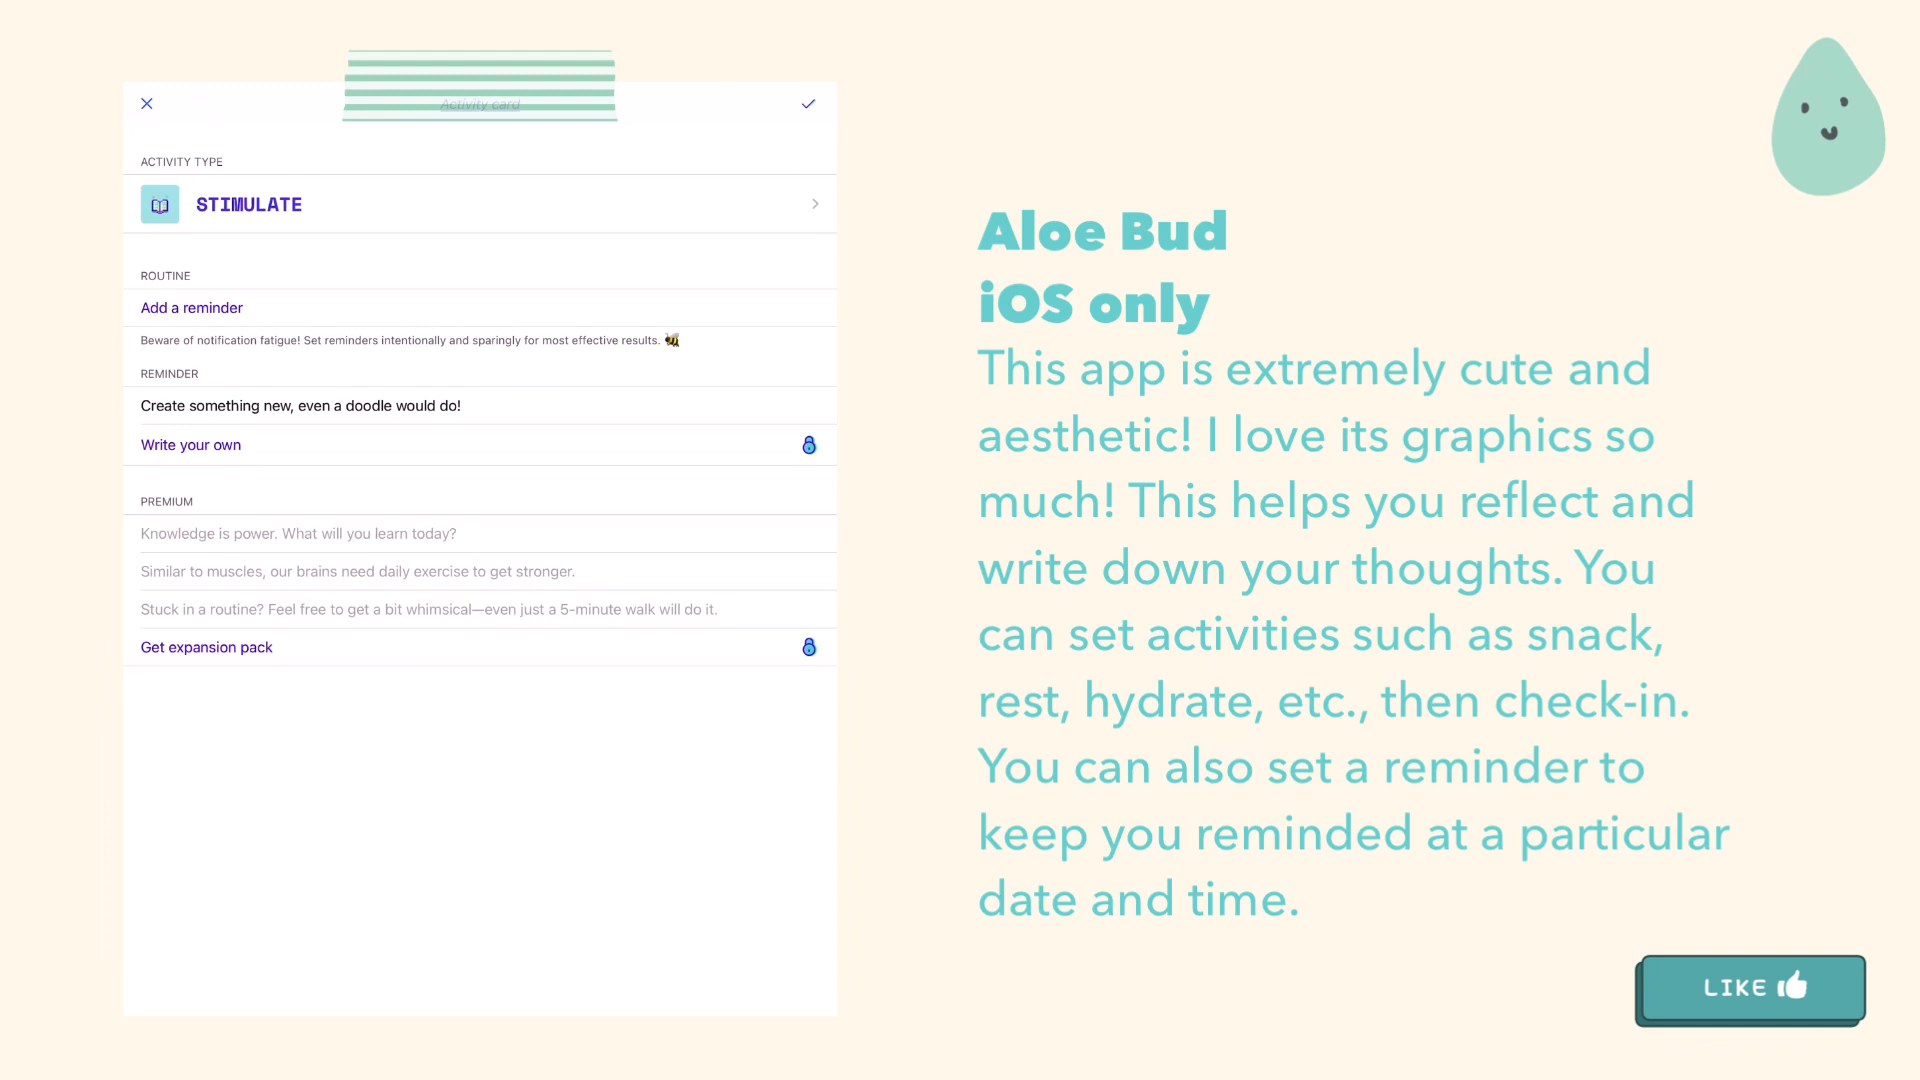 Activity card
ACTIVITY TYPE
STIMULATE
ROUTINE
Add a reminder
Beware of notification fatigue! Set reminders intentionally and sparingly for most effective results. 🐝
REMINDER
Create something new, even a doodle would do!
Write your own
PREMIUM
Knowledge is power. What will you learn today?
Similar to muscles, our brains need daily exercise to get stronger.
Stuck in a routine? Feel free to get a bit whimsical—even just a 5-minute walk will do it.
Get expansion pack
Aloe Bud
iOS only
This app is extremely cute and
aesthetic! I love its graphics so
much! This helps you reflect and
write down your thoughts. You
can set activities such as snack,
rest, hydrate, etc., then check-in.
You can also set a reminder to
keep you reminded at a particular
date and time.
LIKE